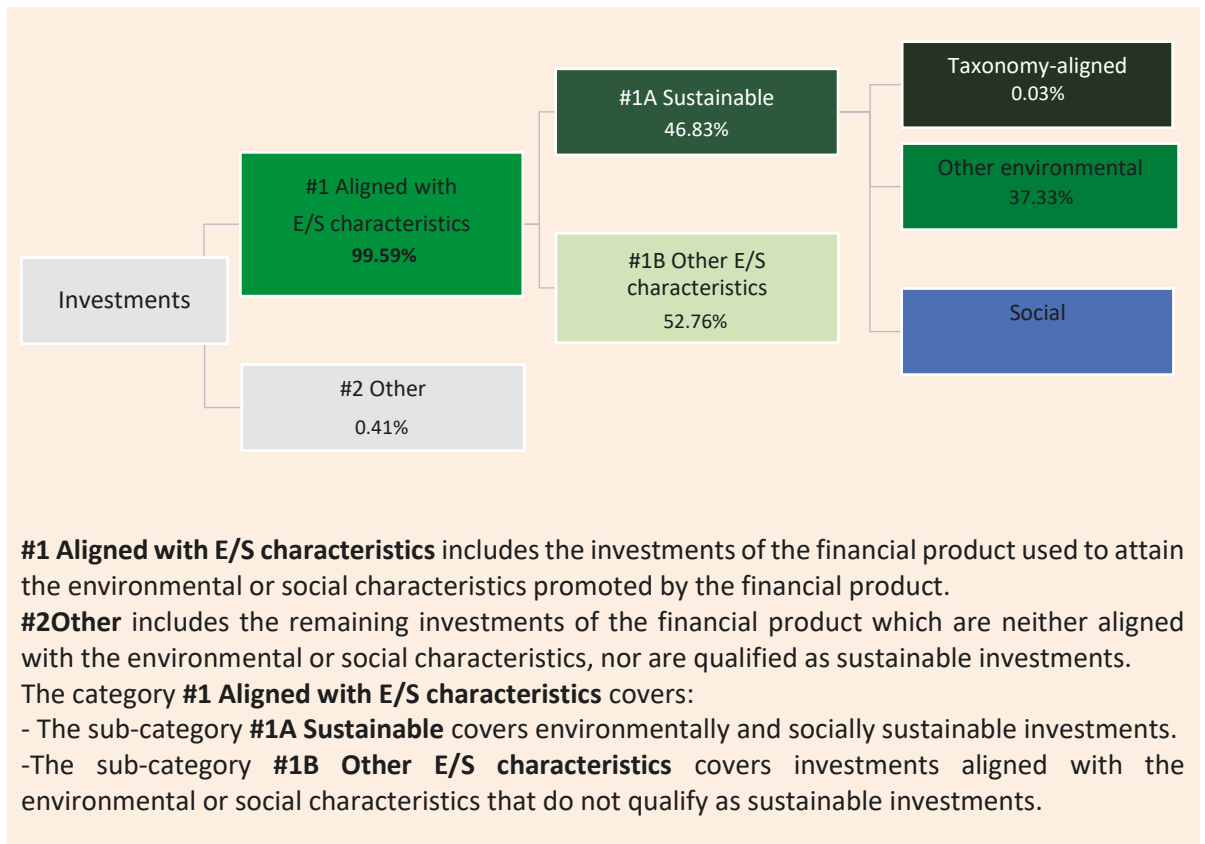 Investments
#1 Aligned with
E/S characteristics
99.59%
#2 Other
0.41%
#1A Sustainable
46.83%
#1B Other E/S
characteristics
52.76%
Taxonomy-aligned
0.03%
Other environmental
37.33%
Social
#1 Aligned with E/S characteristics includes the investments of the financial product used to attain
the environmental or social characteristics promoted by the financial product.
#2Other includes the remaining investments of the financial product which are neither aligned
with the environmental or social characteristics, nor are qualified as sustainable investments.
The category #1 Aligned with E/S characteristics covers:
- The sub-category #1A Sustainable covers environmentally and socially sustainable investments.
-The sub-category #1B Other E/S characteristics covers investments aligned with the
environmental or social characteristics that do not qualify as sustainable investments.